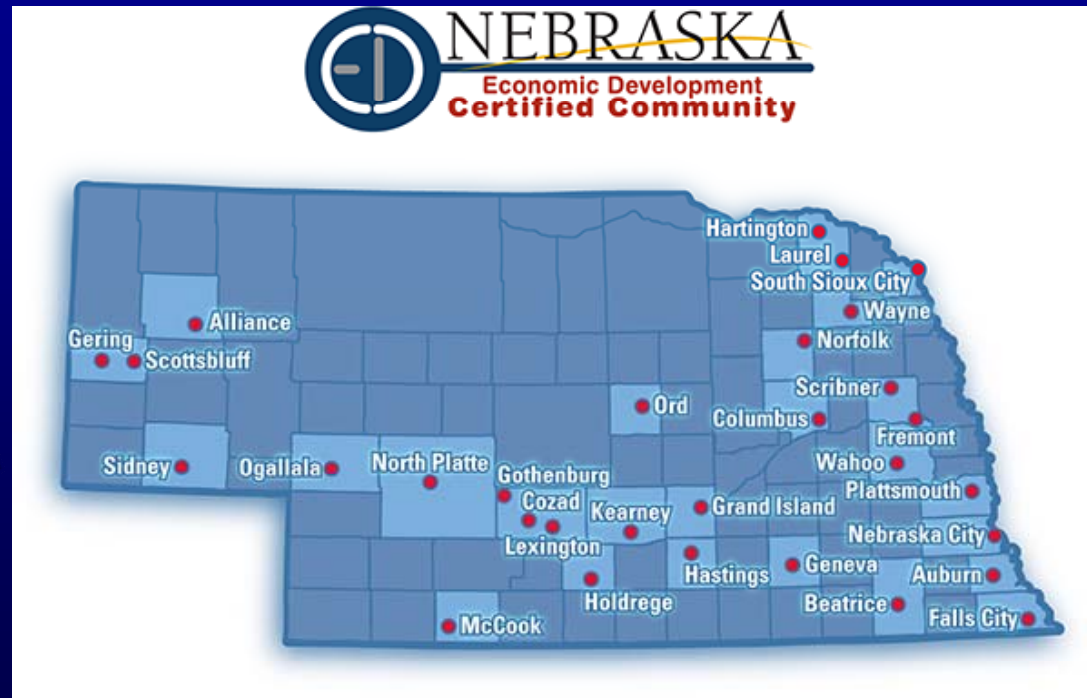 NEBRASKA
Economic Development
Certified Community
Hartington
Laurel
South Sioux City
Wayne
Alliance
Gering
Scottsbluff
Norfolk
Scribner
Ord
Columbus
Fremont
Sidney
Ogallala
North Platte
Wahoo
Gothenburg
Plattsmouth
Cozad
Kearney
Grand Island
Lexington
Nebraska City
Hastings
Geneva
Auburn
Holdrege
Beatrice
McCook
Falls City